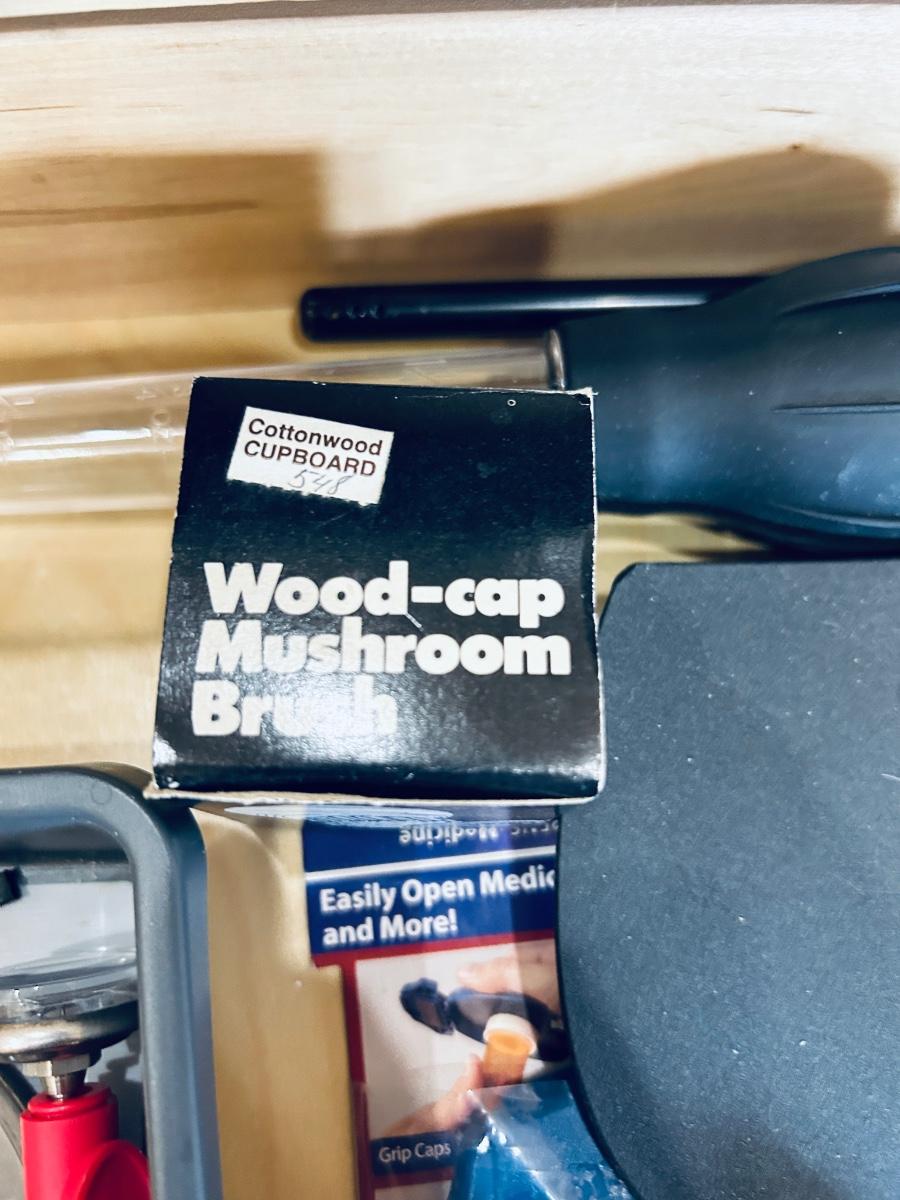 Cottonwood
CUPBOARD
548
Wood-cap
Mushroom
Brush
Medicine
Easily Open Medic
and More!
Grip Caps